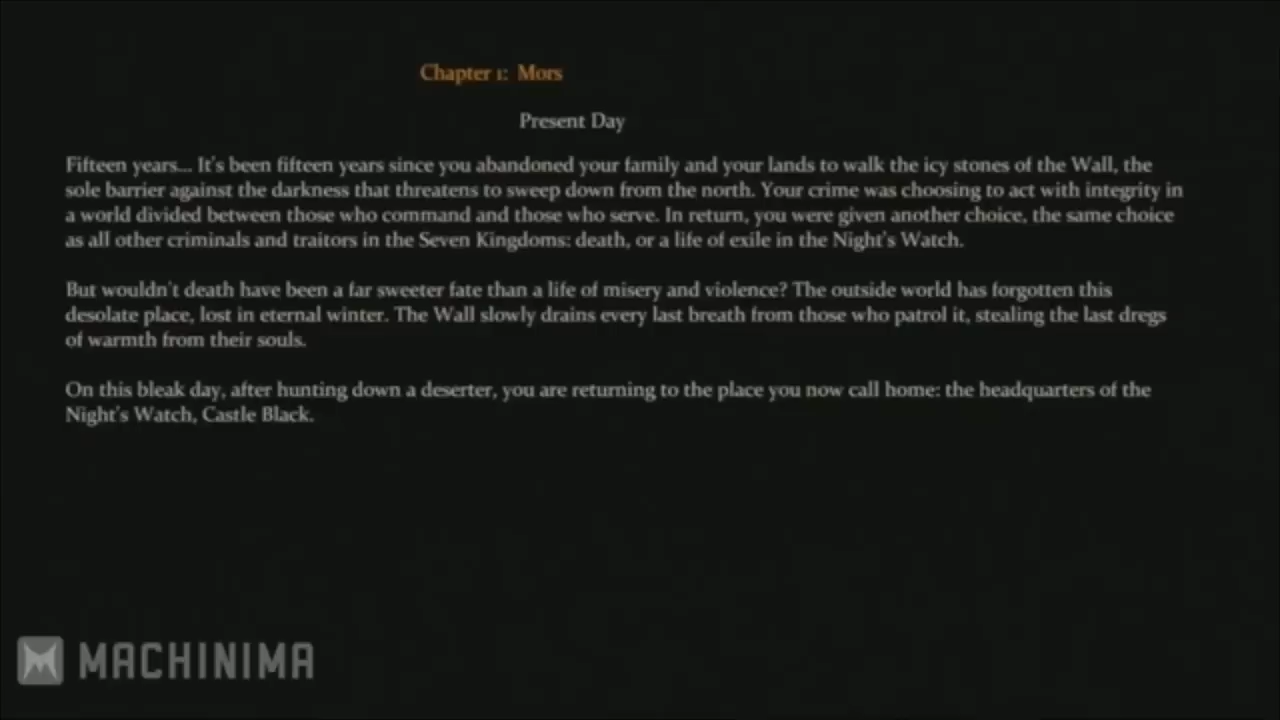 Chapter 1: Mors
Present Day
Fifteen years... It's been fifteen years since you abandoned your family and your lands to walk the icy stones of the Wall, the
sole barrier against the darkness that threatens to sweep down from the north. Your crime was choosing to act with integrity in
a world divided between those who command and those who serve. In return, you were given another choice, the same choice
as all other criminals and traitors in the Seven Kingdoms: death, or a life of exile in the Night's Watch.
But wouldn't death have been a far sweeter fate than a life of misery and violence? The outside world has forgotten this
desolate place, lost in eternal winter. The Wall slowly drains every last breath from those who patrol it, stealing the last dregs
of warmth from their souls.
On this bleak day, after hunting down a deserter, you are returning to the place you now call home: the headquarters of the
Night's Watch, Castle Black.
MACHINIMA